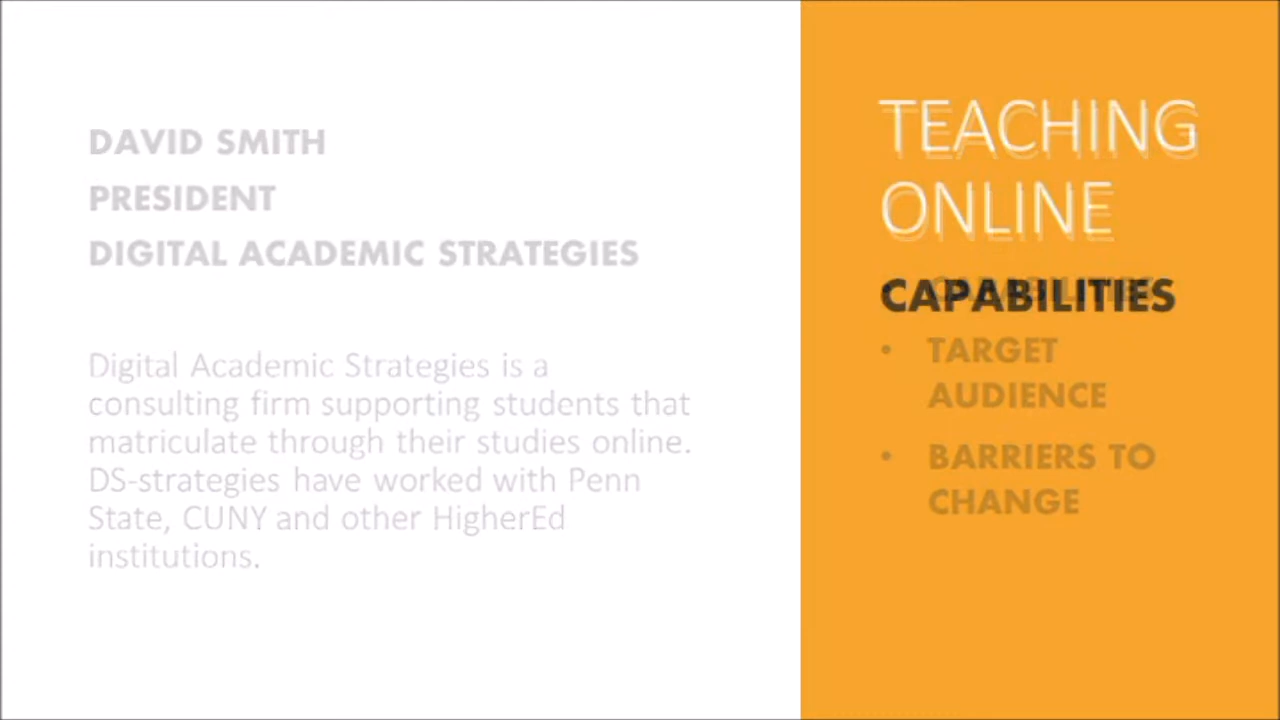 DAVID SMITH
PRESIDENT
DIGITAL ACADEMIC STRATEGIES
Digital Academic Strategies is a
consulting firm supporting students that
matriculate through their studies online.
DS-strategies have worked with Penn
State, CUNY and other HigherEd
institutions.
TEACHING
ONLINE
CAPABILITIES
• CAPABILITIES
• TARGET
AUDIENCE
• BARRIERS TO
CHANGE